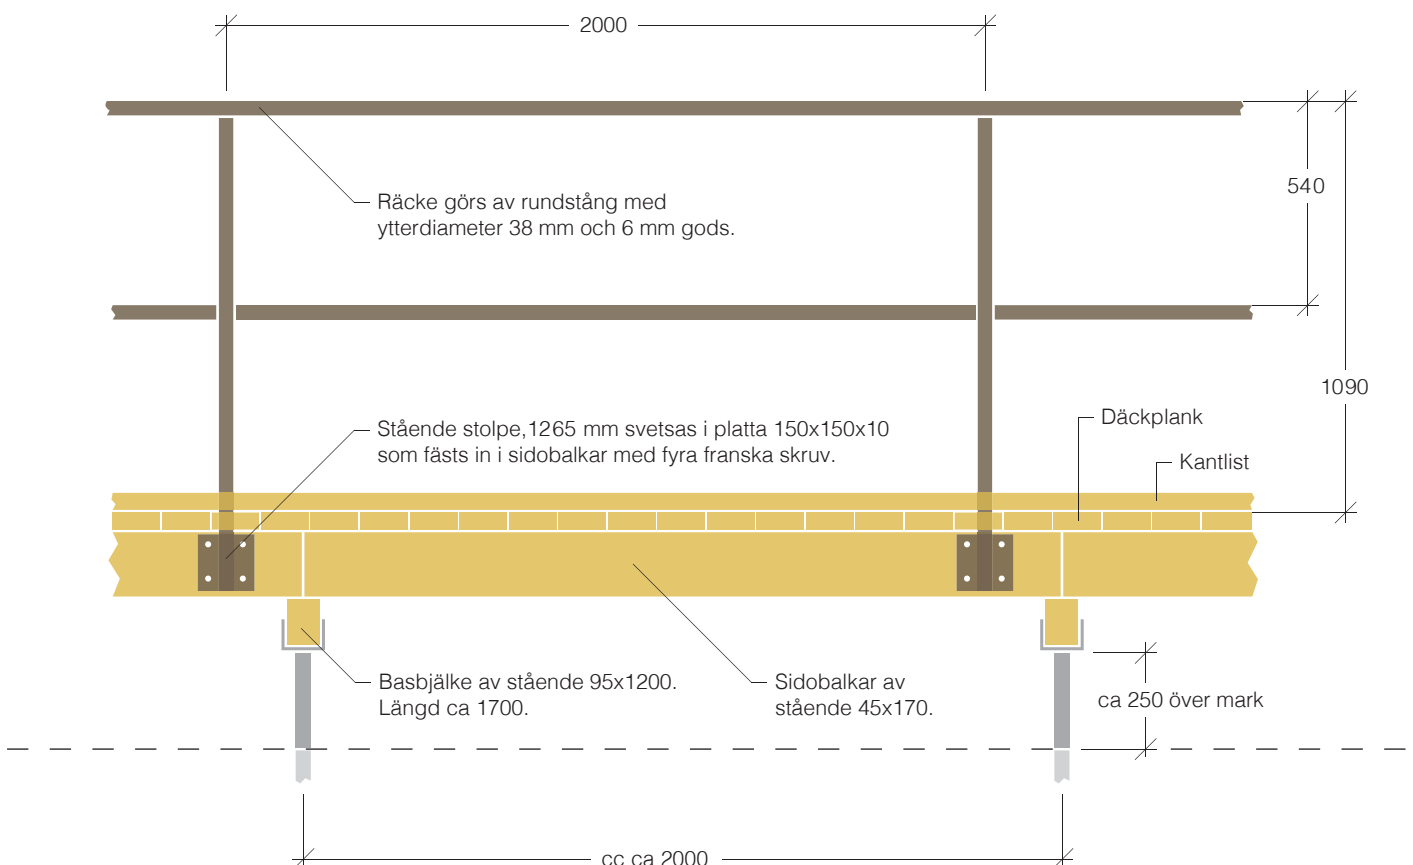 2000
540
Räcke görs av rundstång med
ytterdiameter 38 mm och 6 mm gods.
1090
Däckplank
Stående stolpe,1265 mm svetsas i platta 150x150x10
som fästs in i sidobalkar med fyra franska skruv.
Kantlist
Basbjälke av stående 95x1200.
Längd ca 1700.
Sidobalkar av
stående 45x170.
ca 250 över mark
cc ca 2000